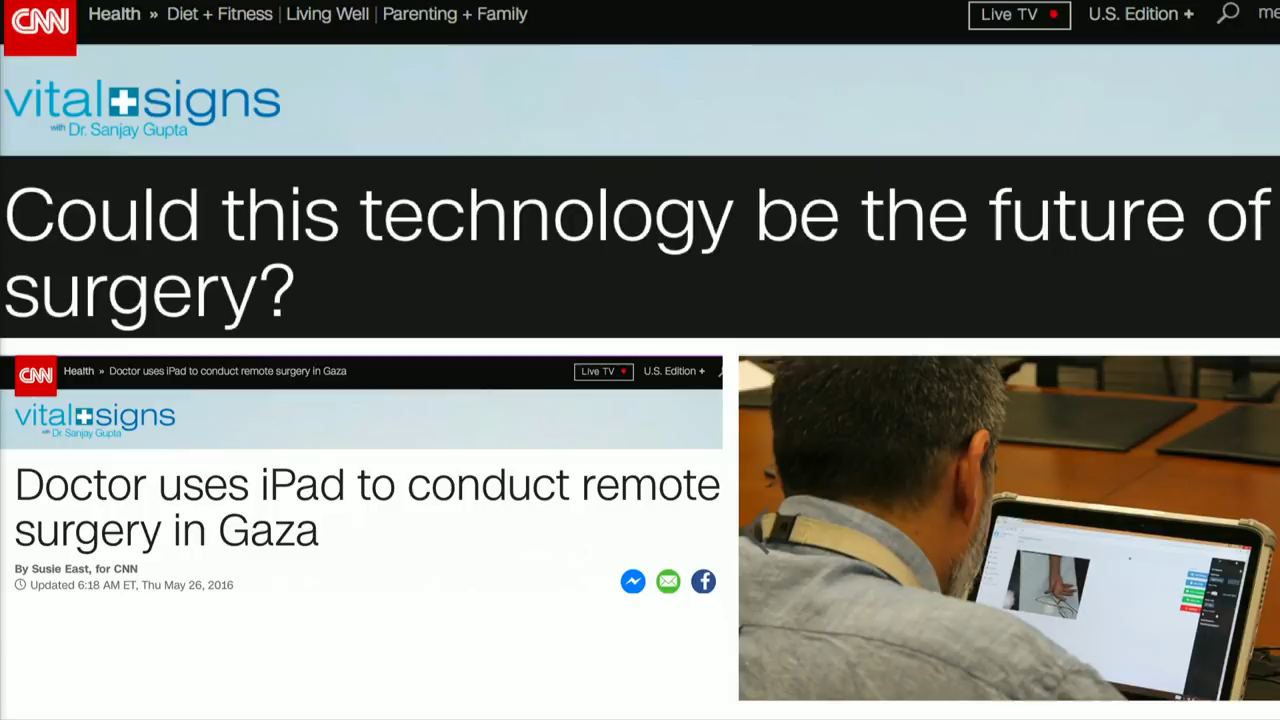 CNN Health » Diet + Fitness | Living Well | Parenting + Family Live TV U.S. Edition +
vital+signs
with Dr. Sanjay Gupta
Could this technology be the future of
surgery?
CNN Health » Doctor uses iPad to conduct remote surgery in Gaza Live TV U.S. Edition +
vital+signs
with Dr. Sanjay Gupta
Doctor uses iPad to conduct remote
surgery in Gaza
By Susie East, for CNN
Updated 6:18 AM ET, Thu May 26, 2016